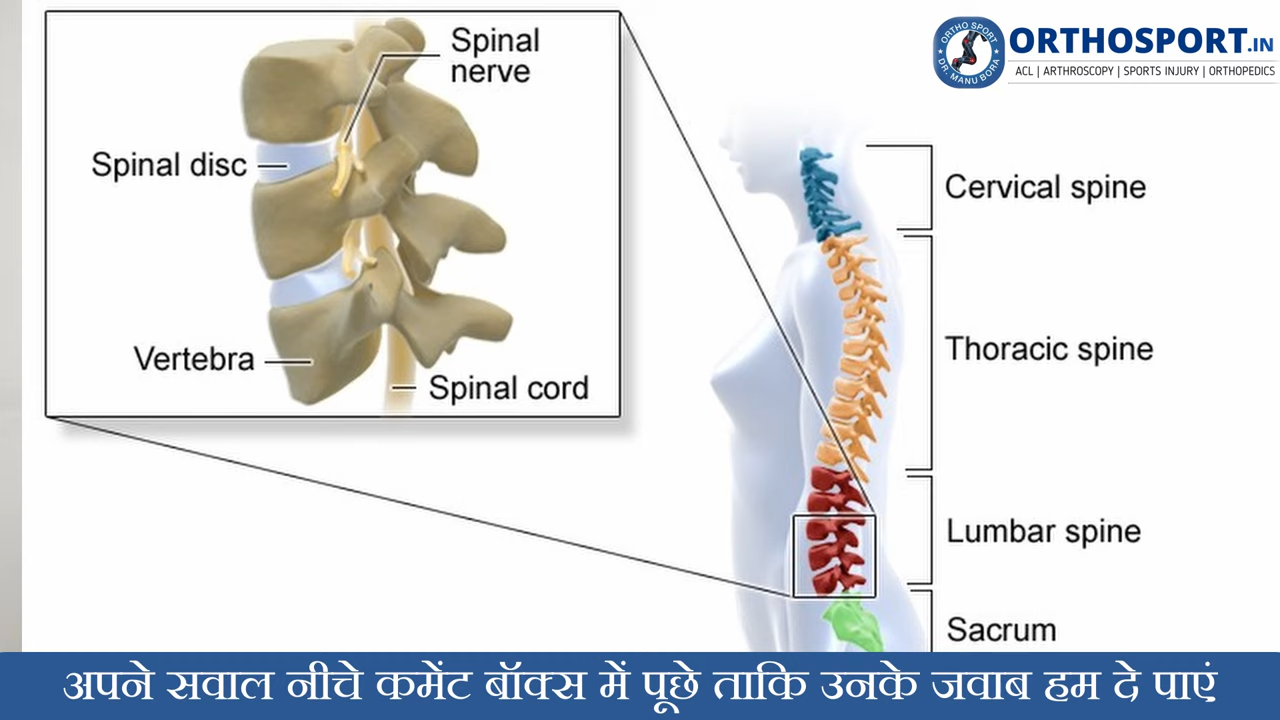 Spinal
nerve
Spinal disc
Vertebra
Spinal cord
ORTHO SPORT
DR. MANU BORA
ORTHOSPORT.IN
ACL | ARTHROSCOPY | SPORTS INJURY | ORTHOPEDICS
Cervical spine
Thoracic spine
Lumbar spine
Sacrum
अपने सवाल नीचे कमेंट बॉक्स में पूछे ताकि उनके जवाब हम दे पाएं